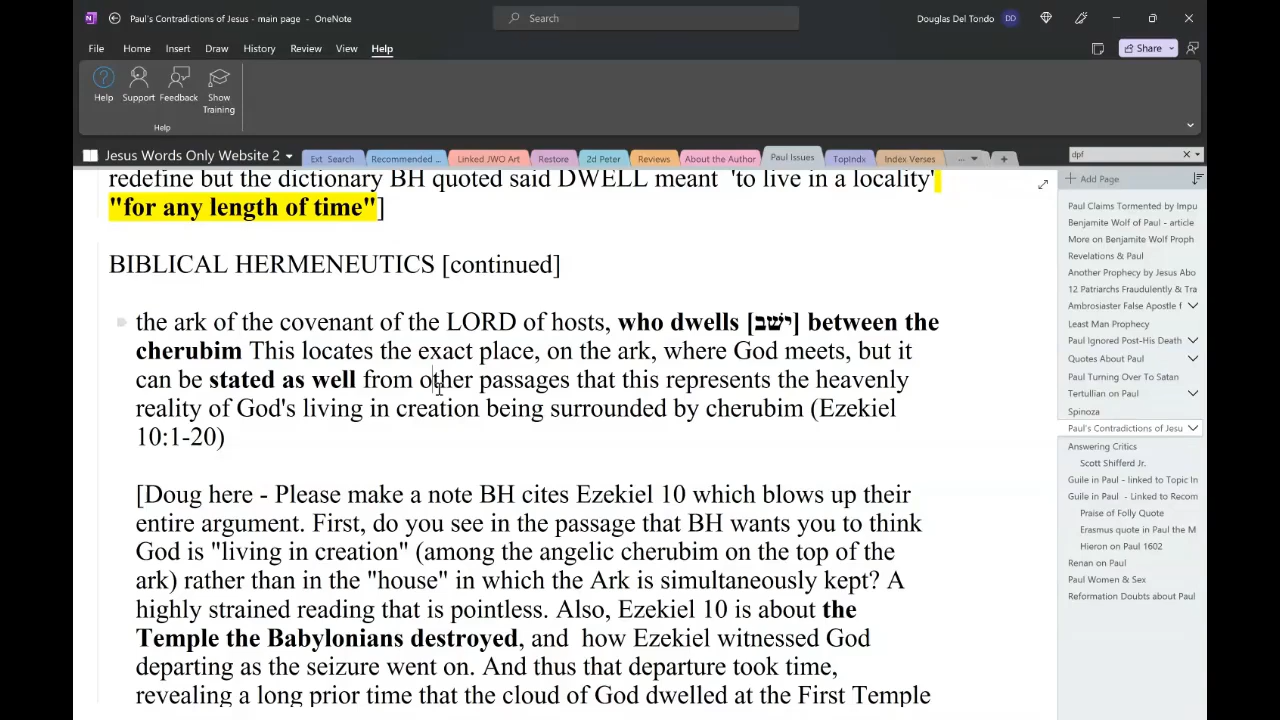 Paul's Contradictions of Jesus - main page - OneNote
Search
Douglas Del Tondo
DD
File Home Insert Draw History Review View Help
Share
Help Support Feedback Show Training
Help
Jesus Words Only Website 2
Ext. Search Recommended ... Linked JWO Art Restore 2d Peter Reviews About the Author Paul Issues TopIndx Index Verses ... +
dpf
redefine but the dictionary BH quoted said DWELL meant 'to live in a locality'
"for any length of time"]
BIBLICAL HERMENEUTICS [continued]
the ark of the covenant of the LORD of hosts, who dwells [ישׁב] between the
cherubim This locates the exact place, on the ark, where God meets, but it
can be stated as well from other passages that this represents the heavenly
reality of God's living in creation being surrounded by cherubim (Ezekiel
10:1-20)
[Doug here - Please make a note BH cites Ezekiel 10 which blows up their
entire argument. First, do you see in the passage that BH wants you to think
God is "living in creation" (among the angelic cherubim on the top of the
ark) rather than in the "house" in which the Ark is simultaneously kept? A
highly strained reading that is pointless. Also, Ezekiel 10 is about the
Temple the Babylonians destroyed, and how Ezekiel witnessed God
departing as the seizure went on. And thus that departure took time,
revealing a long prior time that the cloud of God dwelled at the First Temple
Add Page
Paul Claims Tormented by Impu
Benjamite Wolf of Paul - article
More on Benjamite Wolf Proph
Revelations & Paul
Another Prophecy by Jesus Abo
12 Patriarchs Fraudulently & Tra
Ambrosiaster False Apostle f
Least Man Prophecy
Paul Ignored Post-His Death
Quotes About Paul
Paul Turning Over To Satan
Tertullian on Paul
Spinoza
Paul's Contradictions of Jesu
Answering Critics
Scott Shifferd Jr.
Guile in Paul - linked to Topic In
Guile in Paul - Linked to Recom
Praise of Folly Quote
Erasmus quote in Paul the M
Hieron on Paul 1602
Renan on Paul
Paul Women & Sex
Reformation Doubts about Paul